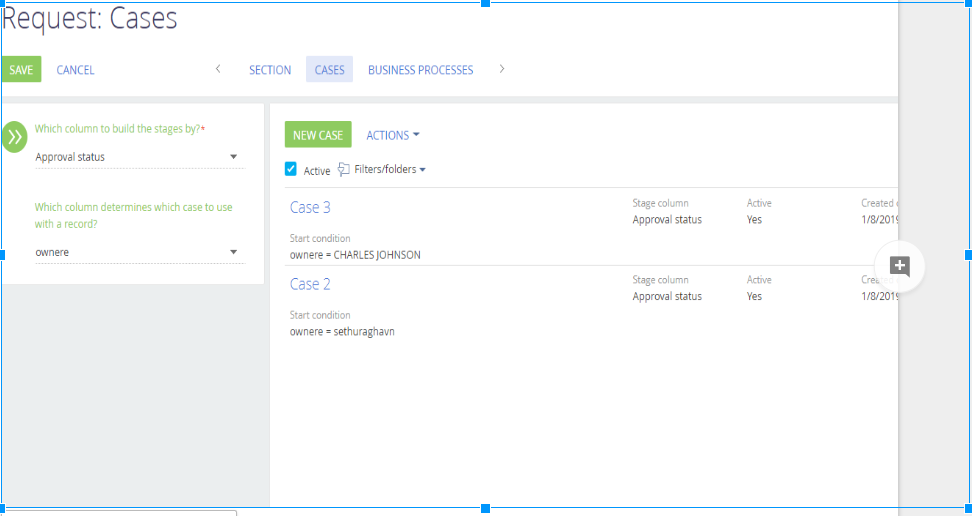 Request: Cases
SAVE CANCEL SECTION CASES BUSINESS PROCESSES
Which column to build the stages by?*
Approval status
Which column determines which case to use
with a record?
ownere
NEW CASE ACTIONS
Active Filters/folders
Case 3 Stage column Active Created
Approval status Yes 1/8/2019
Start condition
ownere = CHARLES JOHNSON
Case 2 Stage column Active
Approval status Yes 1/8/2019
Start condition
ownere = sethuraghavn